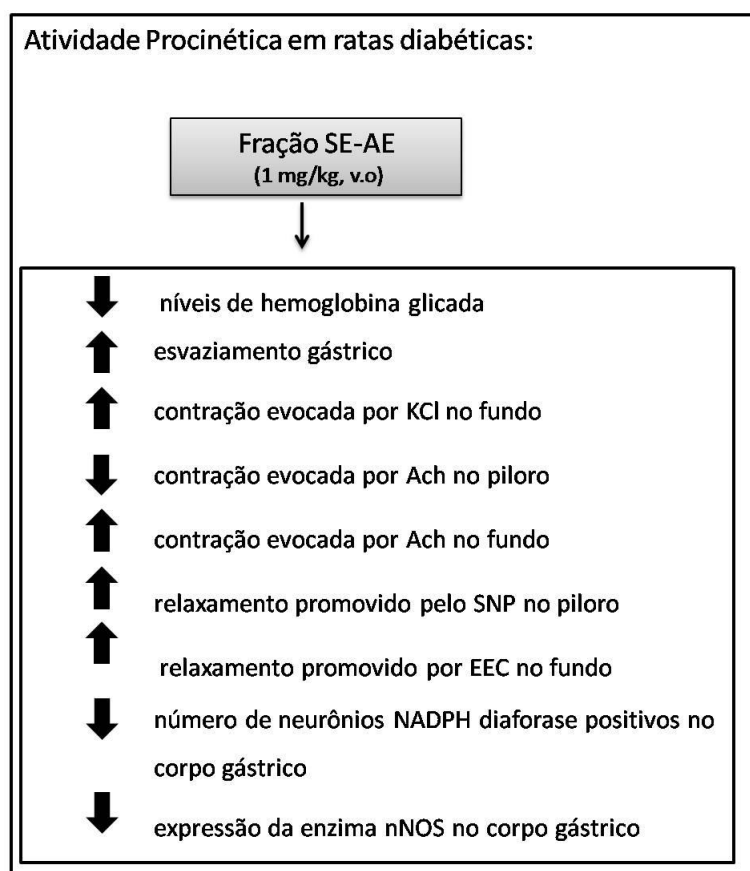 Atividade Procinética em ratas diabéticas:
Fração SE-AE
(1 mg/kg, v.o)
níveis de hemoglobina glicada
esvaziamento gástrico
contração evocada por KCl no fundo
contração evocada por Ach no piloro
contração evocada por Ach no fundo
relaxamento promovido pelo SNP no piloro
relaxamento promovido por EEC no fundo
número de neurônios NADPH diaforase positivos no
corpo gástrico
expressão da enzima nNOS no corpo gástrico